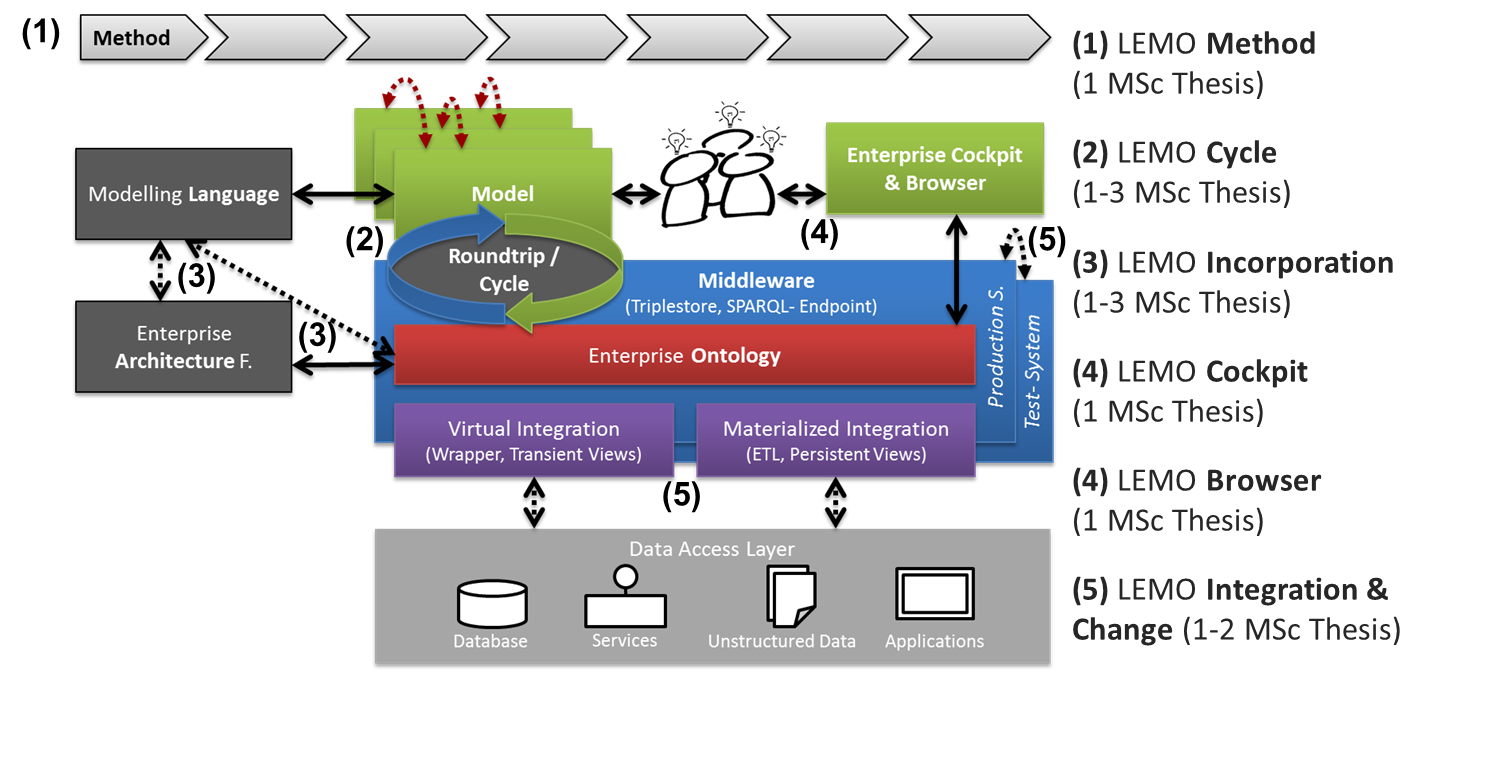 (1)
Method
Modelling Language
Model
Enterprise Cockpit
& Browser
(2)
(4)
(5)
Roundtrip /
Cycle
(3)
Middleware
(Triplestore, SPARQL- Endpoint)
Enterprise
Architecture F.
(3)
Enterprise Ontology
Production S.
Test- System
Virtual Integration
(Wrapper, Transient Views)
Materialized Integration
(ETL, Persistent Views)
(5)
Data Access Layer
Database
Services
Unstructured Data
Applications
(1) LEMO Method
(1 MSc Thesis)
(2) LEMO Cycle
(1-3 MSc Thesis)
(3) LEMO Incorporation
(1-3 MSc Thesis)
(4) LEMO Cockpit
(1 MSc Thesis)
(4) LEMO Browser
(1 MSc Thesis)
(5) LEMO Integration &
Change (1-2 MSc Thesis)